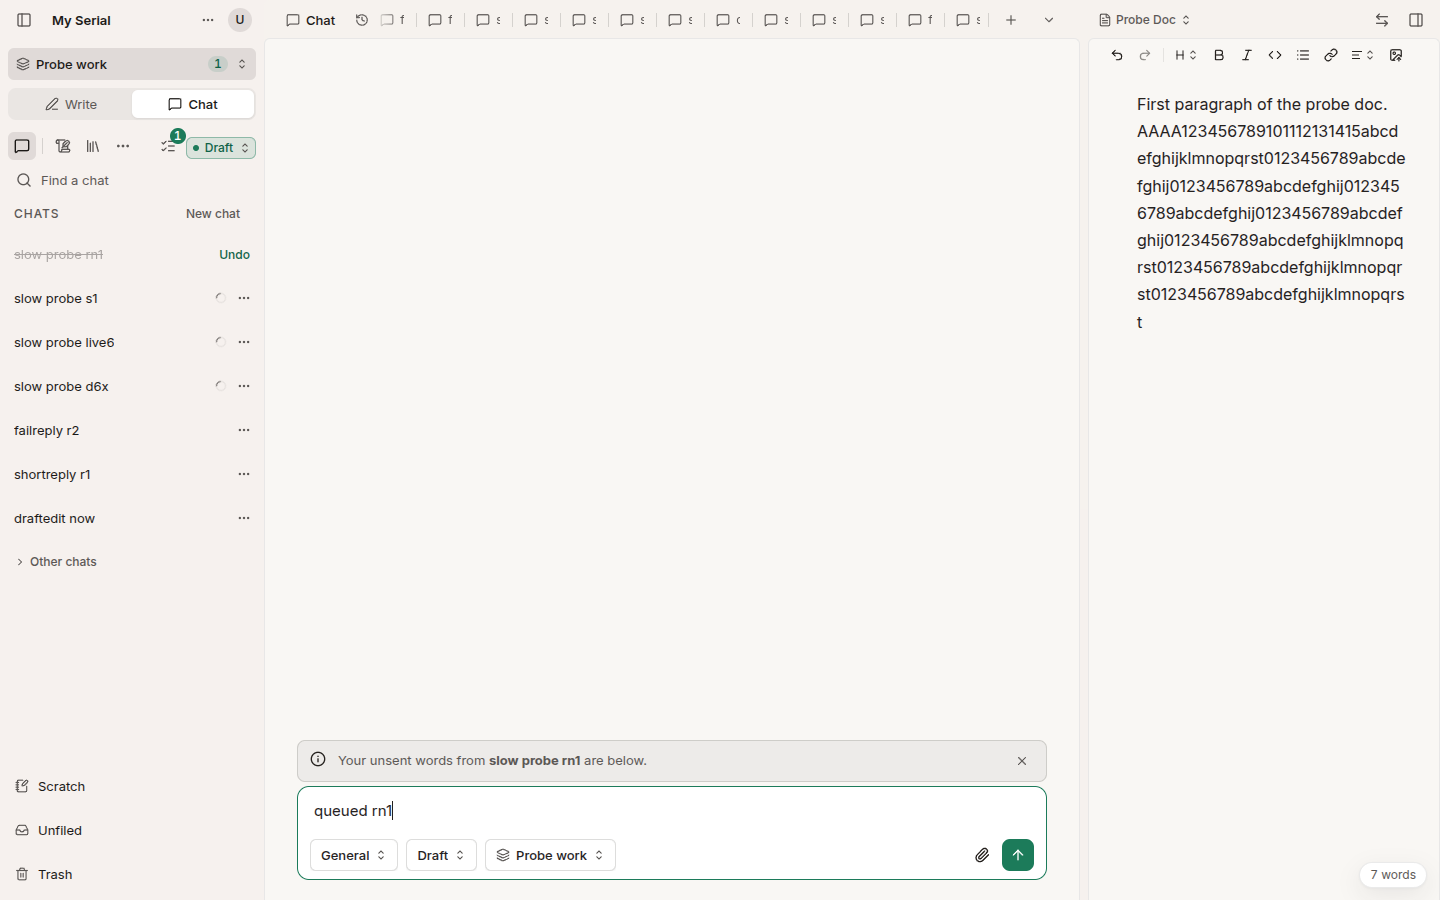 My Serial
U
Probe work
1
Write
Chat
1
Draft
Find a chat
CHATS
New chat
slow probe rn1
Undo
slow probe s1
slow probe live6
slow probe d6x
failreply r2
shortreply r1
draftedit now
Other chats
Scratch
Unfiled
Trash
Chat
f
f
s
s
s
s
s
s
s
s
f
s
Your unsent words from slow probe rn1 are below.
queued rn1
General
Draft
Probe work
Probe Doc
H
B
I
First paragraph of the probe doc.
AAAA123456789101112131415abcd
efghijklmnopqrst0123456789abcde
fghij0123456789abcdefghij012345
6789abcdefghij0123456789abcdef
ghij0123456789abcdefghijklmnopq
rst0123456789abcdefghijklmnopqr
st0123456789abcdefghijklmnopqrs
t
7 words